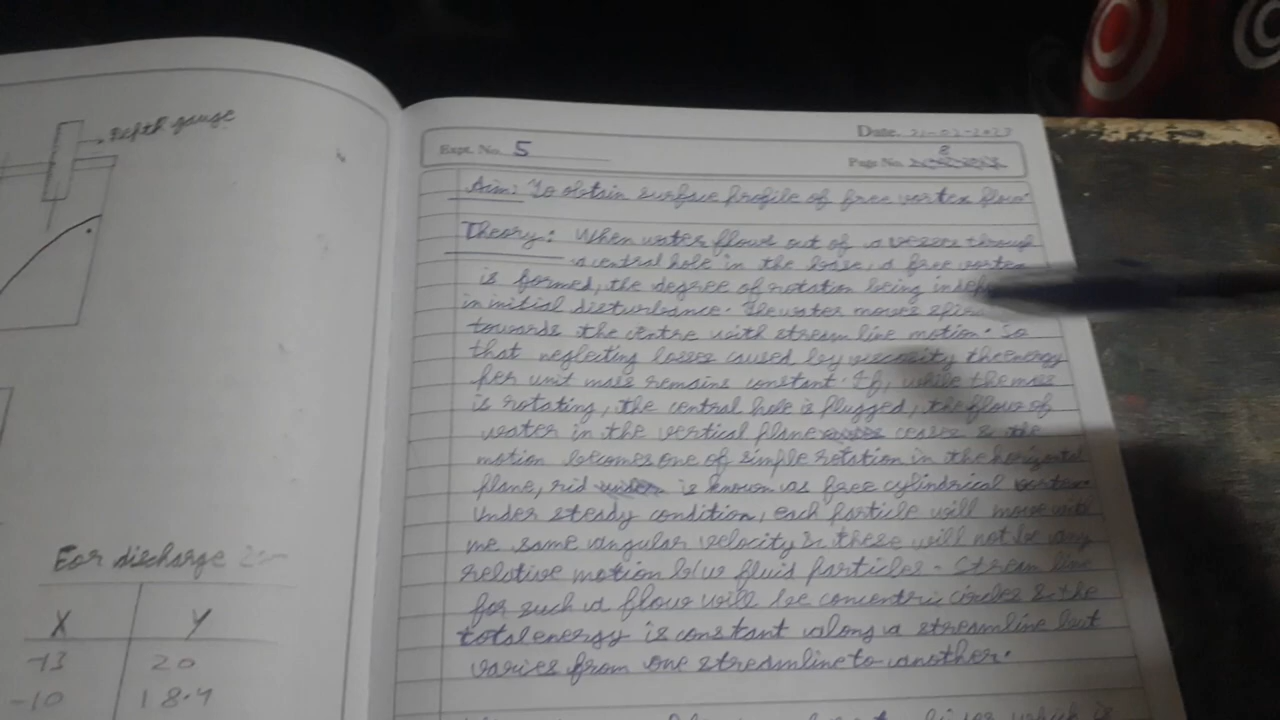 Depth gauge
For discharge
X Y
-13 20
-10 18.4
Date. 21-02-2023
Expt. No. 5
Page No. 8
Aim: To obtain surface profile of free vortex flow
Theory: When water flows out of a vessel through
a central hole in the base, a free vortex
is formed, the degree of rotation being
in initial disturbance. The water moves
towards the centre with stream line motion. So
that neglecting losses caused by viscosity the energy
per unit mass remains constant. If, while the mass
is rotating, the central hole is plugged, the flow of
water in the vertical plane ceases & the
motion becomes one of simple rotation in the horizontal
plane, is known as free cylindrical vortex.
Under steady condition, each particle will move with
me same angular velocity & there will not be any
relative motion b/w fluid particles. Stream line
for such a flow will be concentric circles & the
total energy is constant along a streamline but
varies from one streamline to another.